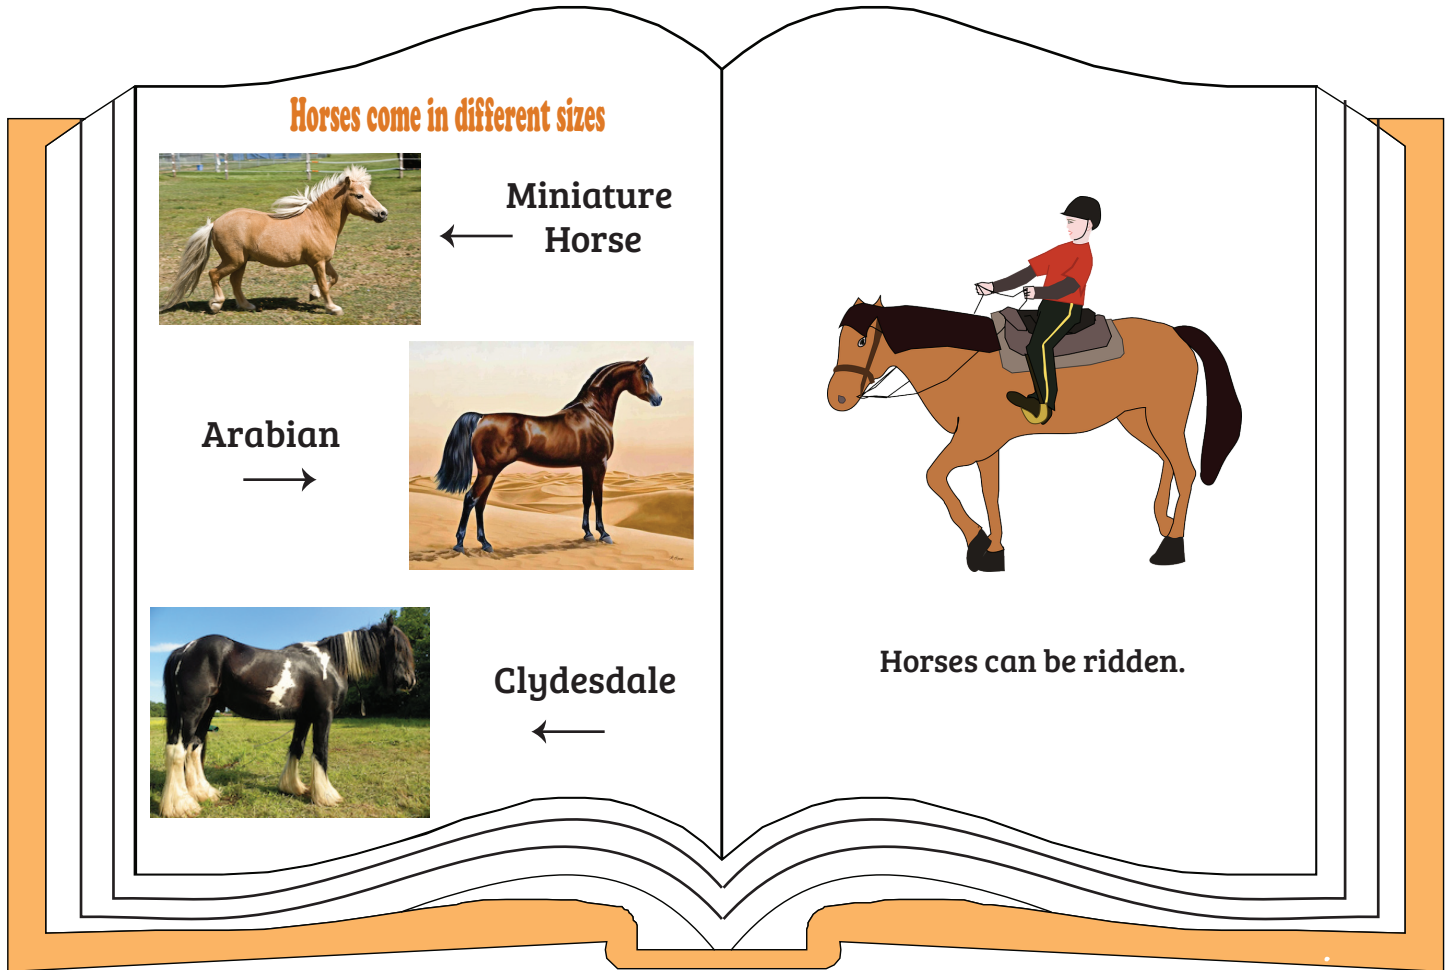 Horses come in different sizes
Miniature
Horse
Arabian
Clydesdale
Horses can be ridden.